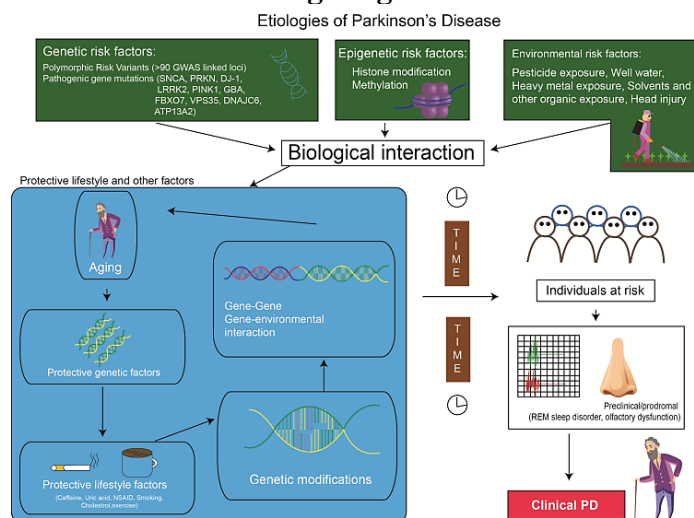 Etiologies of Parkinson's Disease
Genetic risk factors:
Polymorphic Risk Variants (>90 GWAS linked loci)
Pathogenic gene mutations (SNCA, PRKN, DJ-1,
LRRK2, PINK1, GBA,
FBXO7, VPS35, DNAJC6,
ATP13A2)
Epigenetic risk factors:
Histone modification
Methylation
Environmental risk factors:
Pesticide exposure, Well water,
Heavy metal exposure, Solvents and
other organic exposure, Head injury
Biological interaction
Protective lifestyle and other factors
Aging
Protective genetic factors
Protective lifestyle factors
(Caffeine, Uric acid, NSAID, Smoking,
Cholestrol,exercise)
Gene-Gene
Gene-environmental
interaction
Genetic modifications
TIME
TIME
Individuals at risk
Preclinical/prodromal
(REM sleep disorder, olfactory dysfunction)
Clinical PD